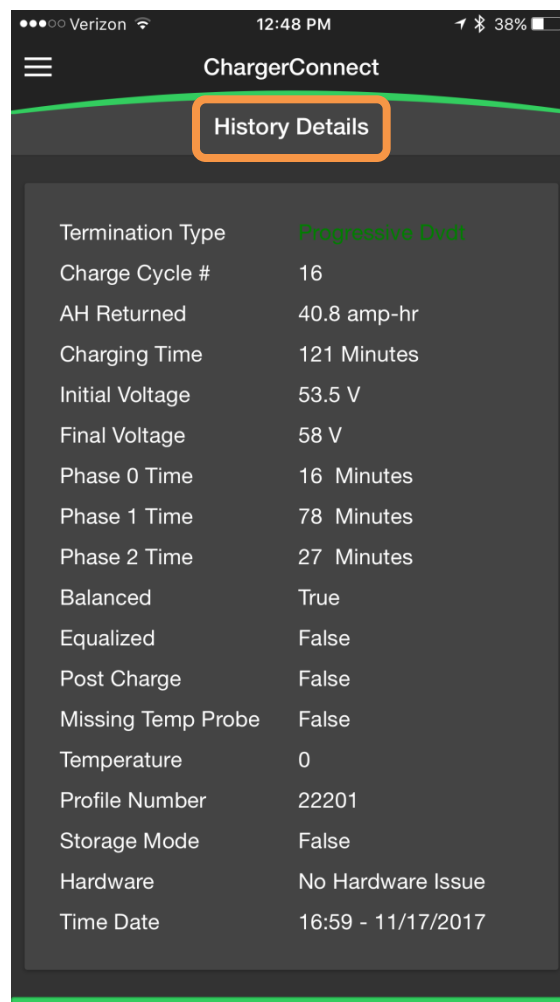 Verizon 12:48 PM 38%
ChargerConnect
History Details
Termination Type Progressive Dvdt
Charge Cycle # 16
AH Returned 40.8 amp-hr
Charging Time 121 Minutes
Initial Voltage 53.5 V
Final Voltage 58 V
Phase 0 Time 16 Minutes
Phase 1 Time 78 Minutes
Phase 2 Time 27 Minutes
Balanced True
Equalized False
Post Charge False
Missing Temp Probe False
Temperature 0
Profile Number 22201
Storage Mode False
Hardware No Hardware Issue
Time Date 16:59 - 11/17/2017